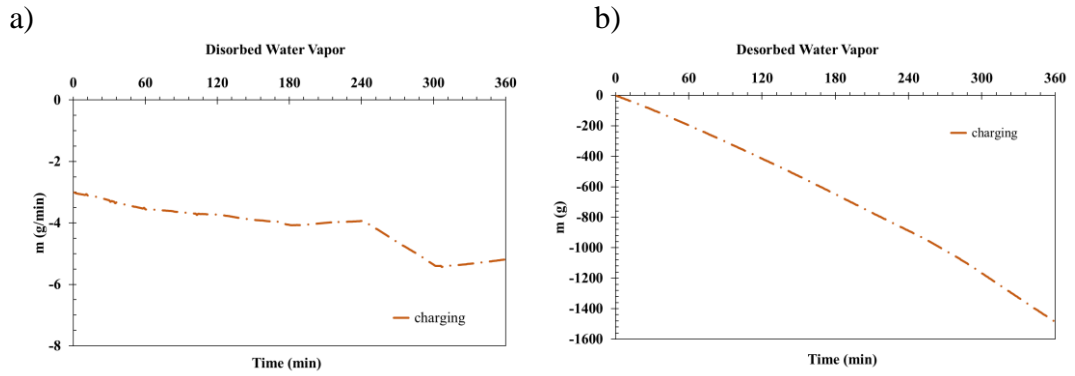 a)
Disorbed Water Vapor
0 60 120 180 240 300 360
0
-2
-4
-6
-8
m (g/min)
charging
Time (min)
b)
Desorbed Water Vapor
0 60 120 180 240 300 360
0
-200
-400
-600
-800
-1000
-1200
-1400
-1600
m (g)
charging
Time (min)